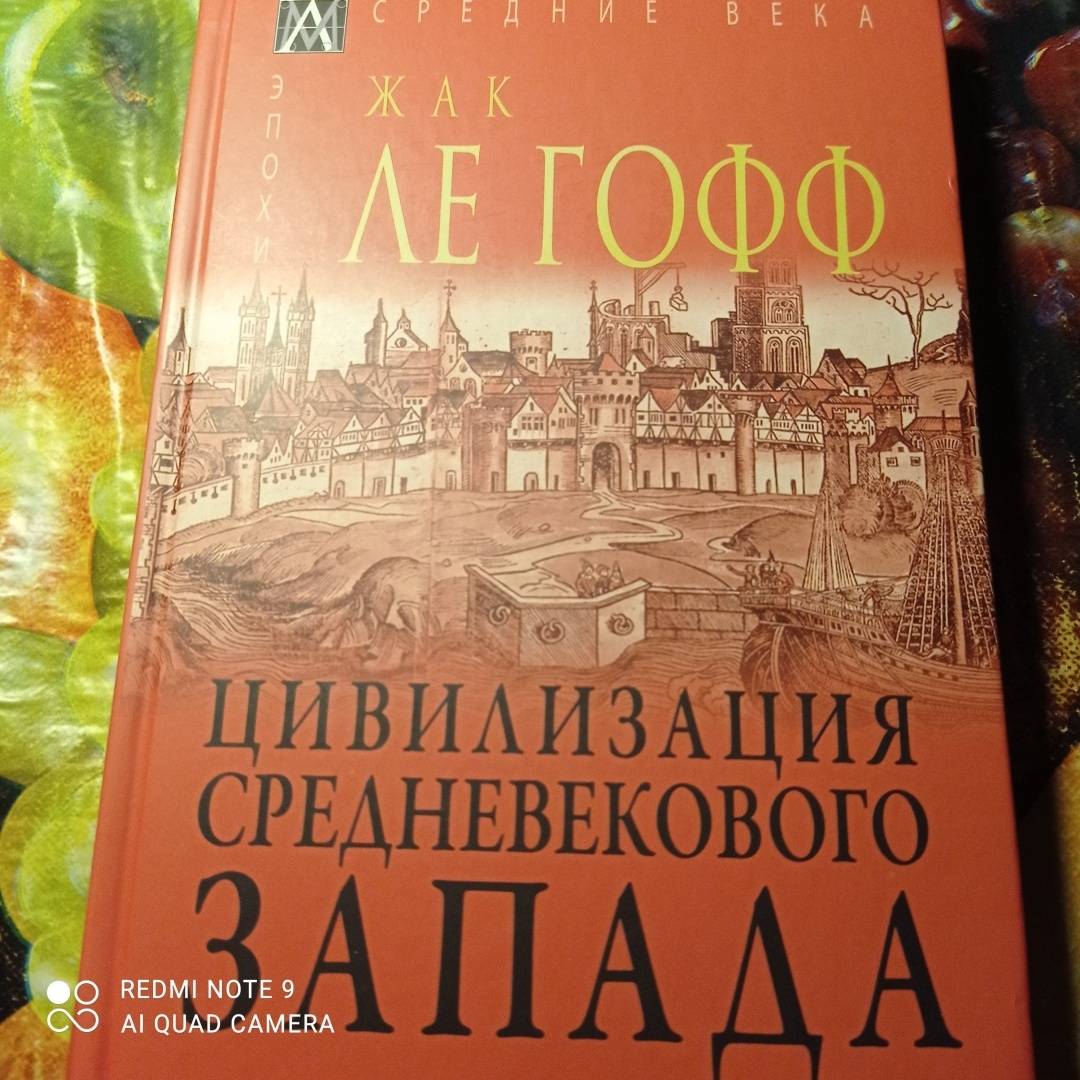 СРЕДНИЕ ВЕКА
ЭПОХИ
ЖАК
ЛЕ ГОФФ
ЦИВИЛИЗАЦИЯ
СРЕДНЕВЕКОВОГО
ЗАПАДА
REDMI NOTE 9
AI QUAD CAMERA